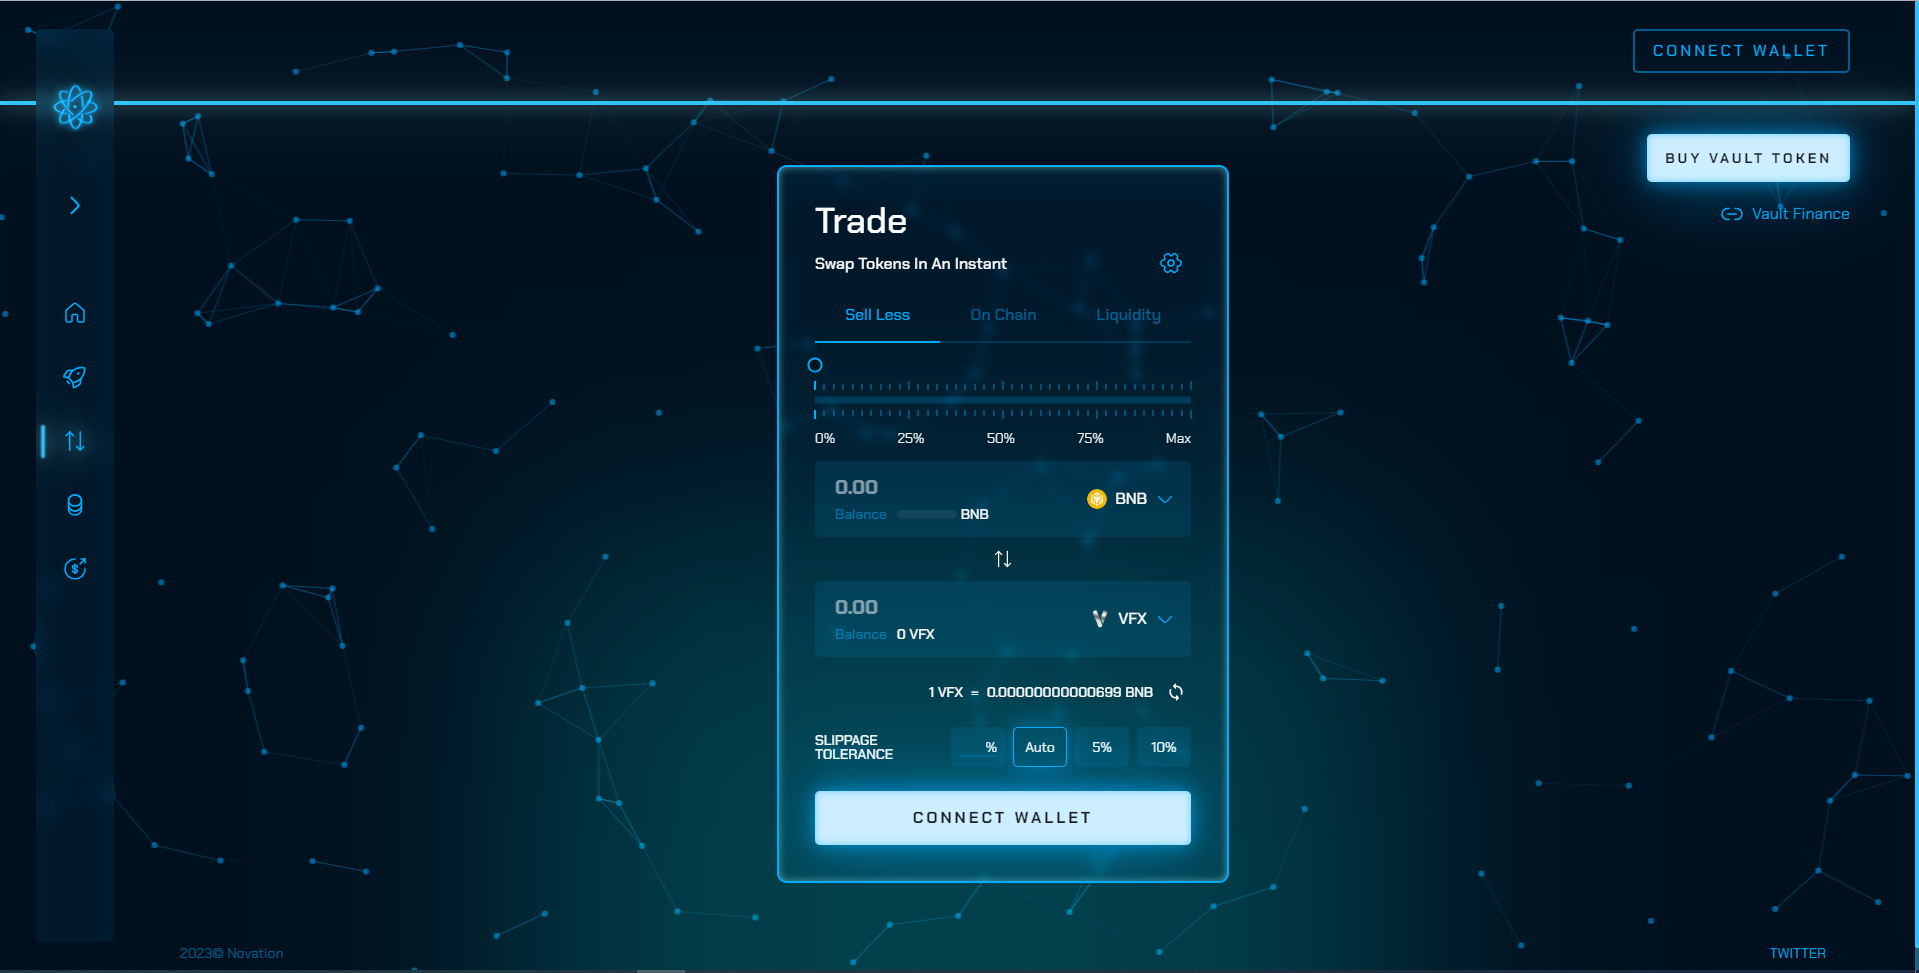 CONNECT WALLET
BUY VAULT TOKEN
Vault Finance
Trade
Swap Tokens In An Instant
Sell Less On Chain Liquidity
0% 25% 50% 75% Max
0.00
BNB
Balance BNB
0.00
VFX
Balance 0 VFX
1 VFX = 0.00000000000699 BNB
SLIPPAGE
TOLERANCE
% Auto 5% 10%
CONNECT WALLET
2023© Novation
TWITTER